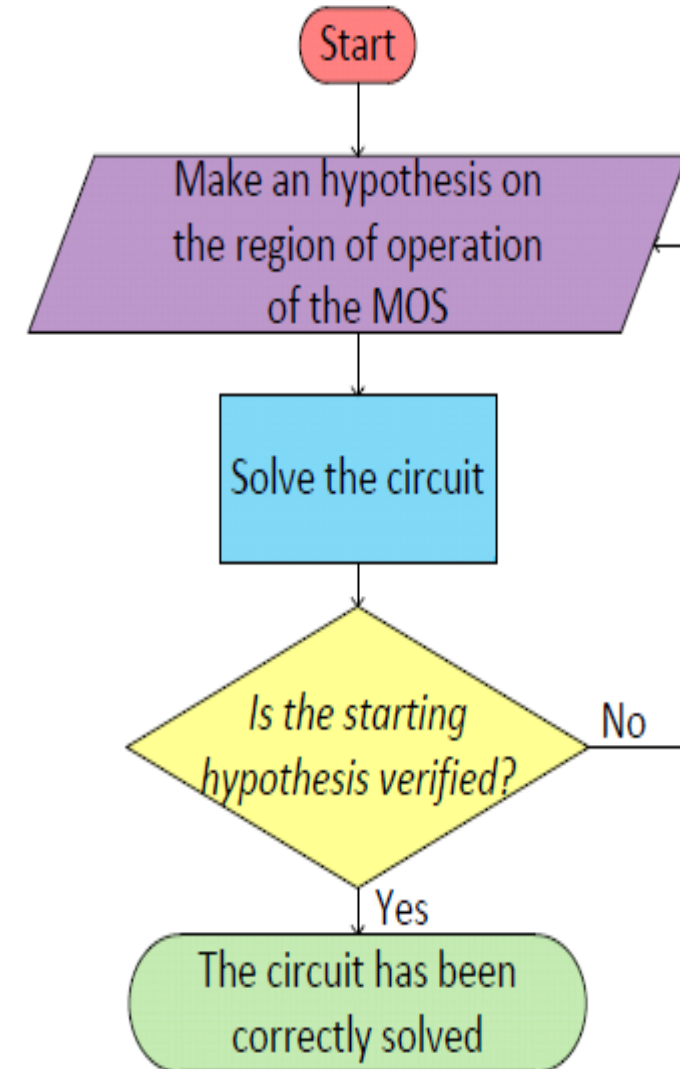 Start
Make an hypothesis on
the region of operation
of the MOS
Solve the circuit
Is the starting
hypothesis verified?
No
Yes
The circuit has been
correctly solved